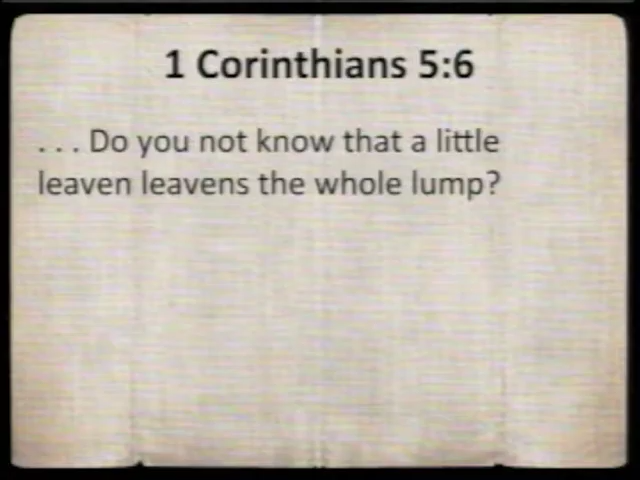 1 Corinthians 5:6
. . . Do you not know that a little
leaven leavens the whole lump?